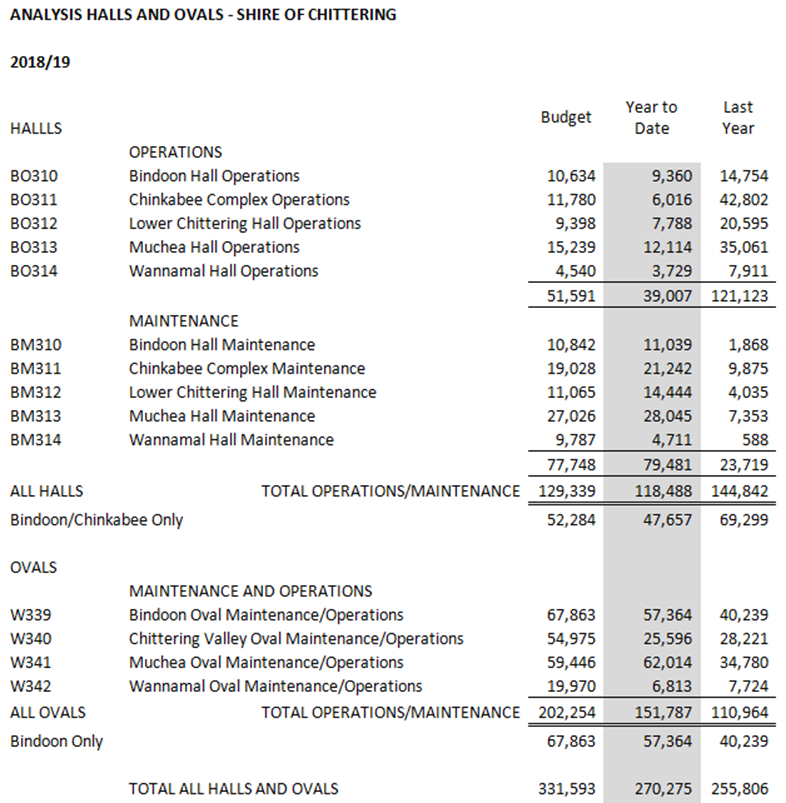 ANALYSIS HALLS AND OVALS - SHIRE OF CHITTERING
2018/19
HALLLS Budget Year to Date Last Year
OPERATIONS
BO310 Bindoon Hall Operations 10,634 9,360 14,754
BO311 Chinkabee Complex Operations 11,780 6,016 42,802
BO312 Lower Chittering Hall Operations 9,398 7,788 20,595
BO313 Muchea Hall Operations 15,239 12,114 35,061
BO314 Wannamal Hall Operations 4,540 3,729 7,911
51,591 39,007 121,123
MAINTENANCE
BM310 Bindoon Hall Maintenance 10,842 11,039 1,868
BM311 Chinkabee Complex Maintenance 19,028 21,242 9,875
BM312 Lower Chittering Hall Maintenance 11,065 14,444 4,035
BM313 Muchea Hall Maintenance 27,026 28,045 7,353
BM314 Wannamal Hall Maintenance 9,787 4,711 588
77,748 79,481 23,719
ALL HALLS TOTAL OPERATIONS/MAINTENANCE 129,339 118,488 144,842
Bindoon/Chinkabee Only 52,284 47,657 69,299
OVALS
MAINTENANCE AND OPERATIONS
W339 Bindoon Oval Maintenance/Operations 67,863 57,364 40,239
W340 Chittering Valley Oval Maintenance/Operations 54,975 25,596 28,221
W341 Muchea Oval Maintenance/Operations 59,446 62,014 34,780
W342 Wannamal Oval Maintenance/Operations 19,970 6,813 7,724
ALL OVALS TOTAL OPERATIONS/MAINTENANCE 202,254 151,787 110,964
Bindoon Only 67,863 57,364 40,239
TOTAL ALL HALLS AND OVALS 331,593 270,275 255,806